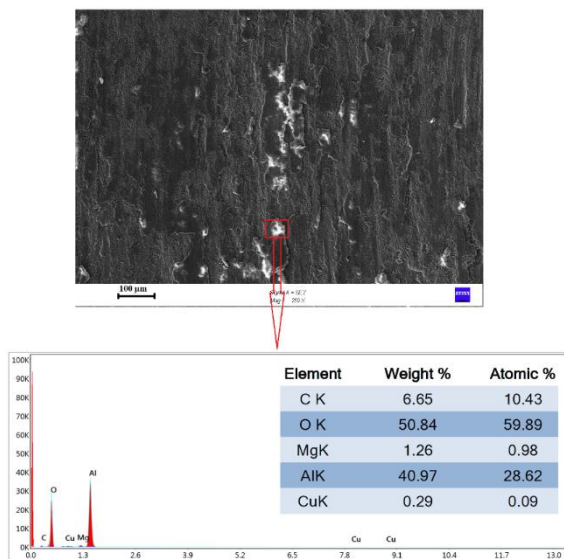 100 µm
ZEISS
Element Weight % Atomic %
C K 6.65 10.43
O K 50.84 59.89
MgK 1.26 0.98
AlK 40.97 28.62
CuK 0.29 0.09
100K
90K
80K
70K
60K
50K
40K
30K
20K
10K
0K
C O Cu Mg Al Cu Cu
0.0 1.3 2.6 3.9 5.2 6.5 7.8 9.1 10.4 11.7 13.0